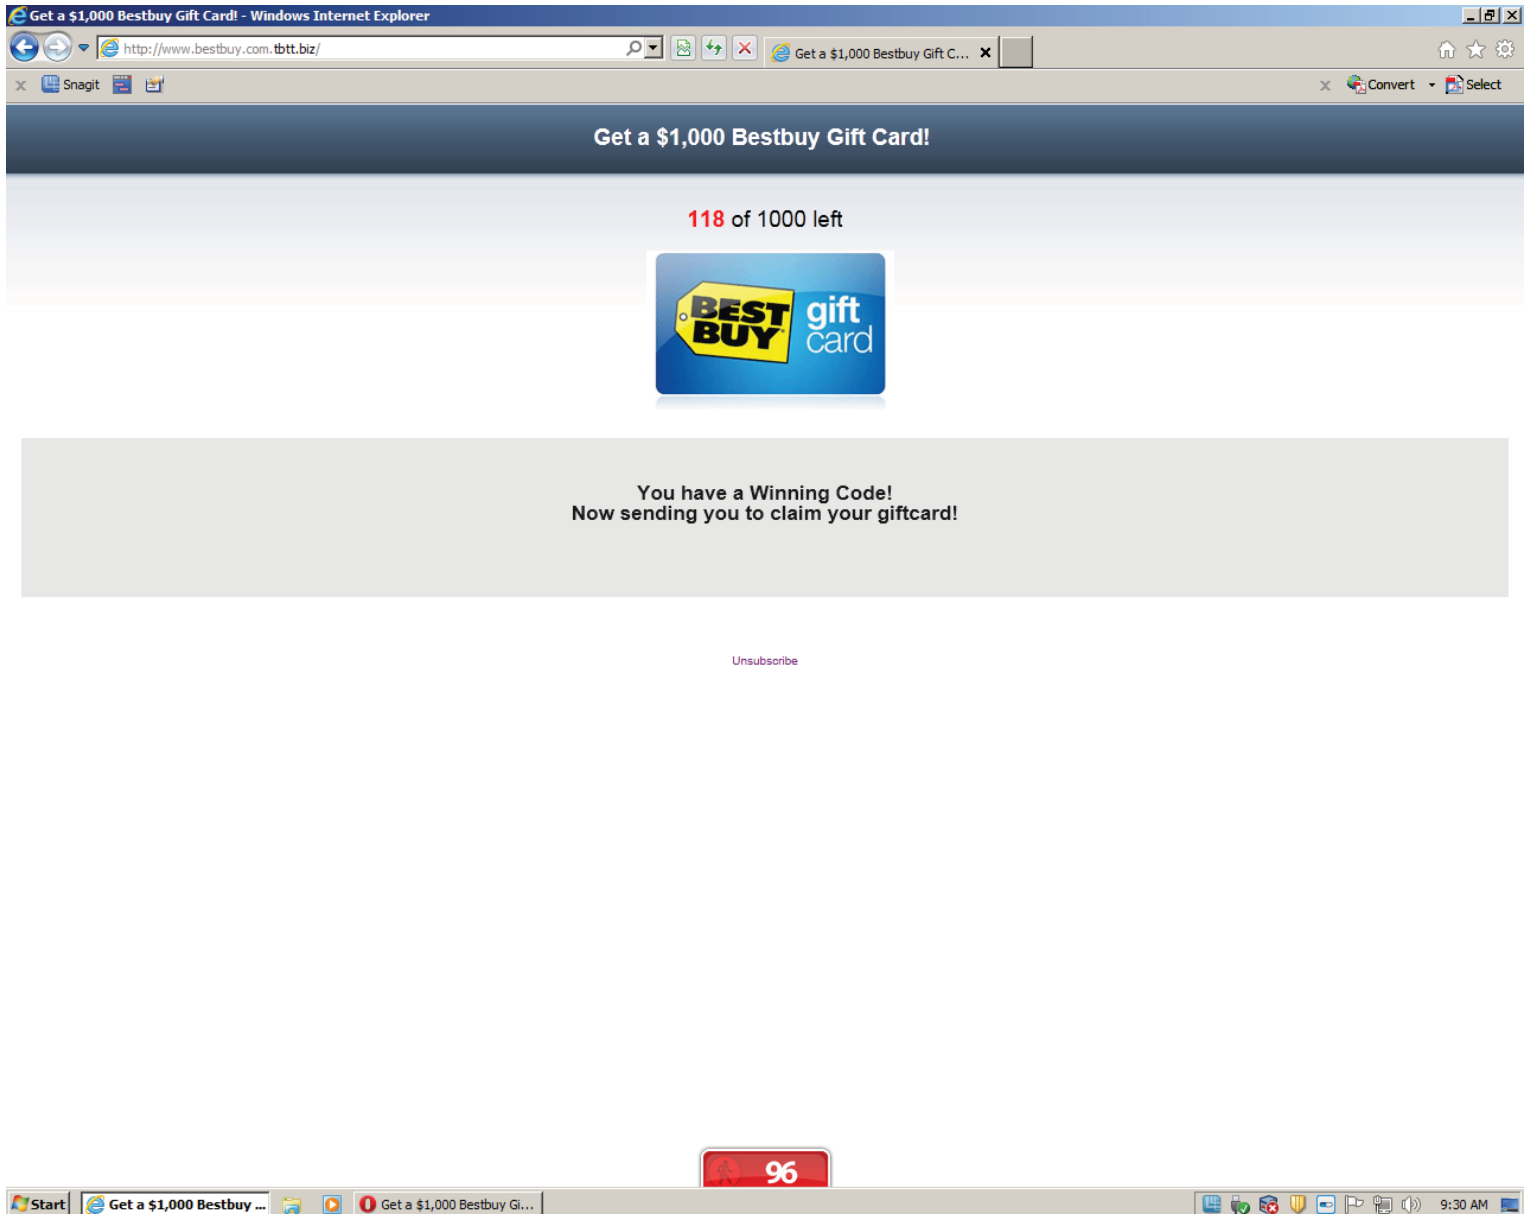 Get a $1,000 Bestbuy Gift Card! - Windows Internet Explorer
http://www.bestbuy.com.tbtt.biz/
Get a $1,000 Bestbuy Gift C...
Snagit
Convert
Select
Get a $1,000 Bestbuy Gift Card!
118 of 1000 left
BEST BUY
gift card
You have a Winning Code!
Now sending you to claim your giftcard!
Unsubscribe
96
Start
Get a $1,000 Bestbuy ...
Get a $1,000 Bestbuy Gi...
9:30 AM